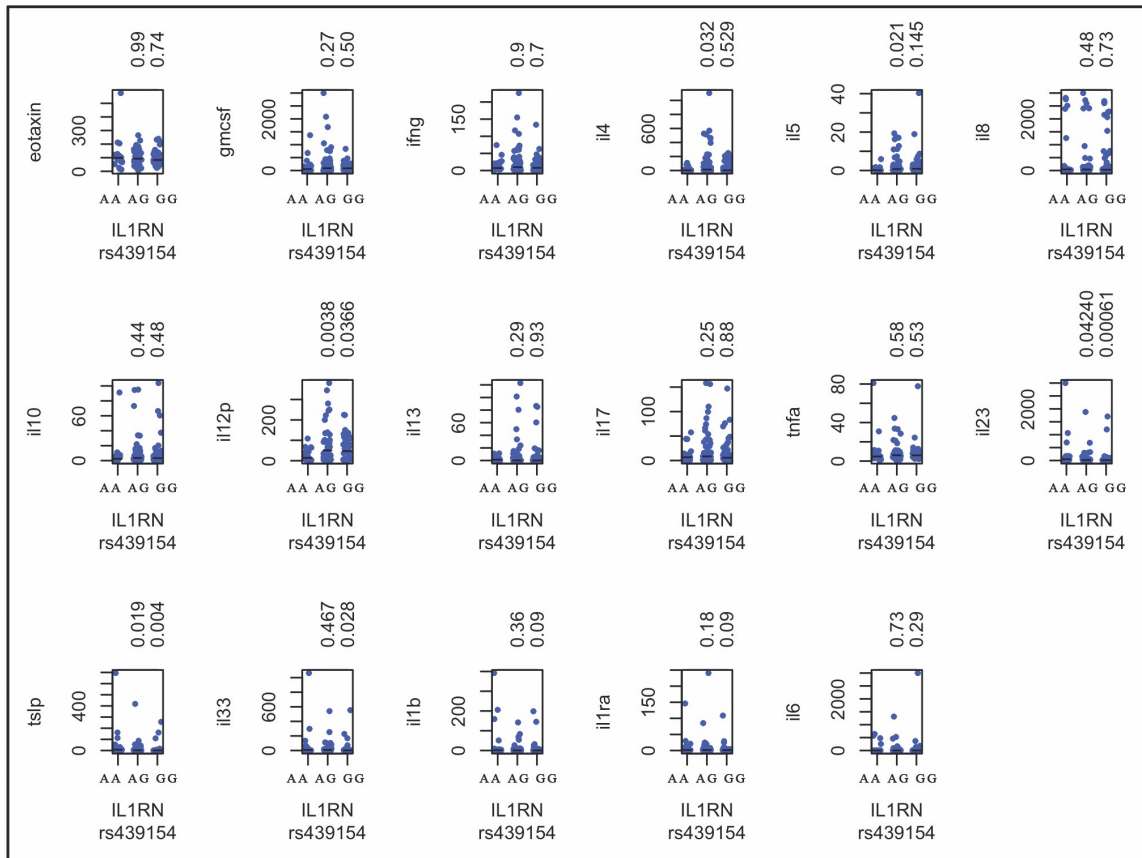 eotaxin
300
0
0.99
0.74
AA AG GG
IL1RN
rs439154
gmcsf
2000
0
0.27
0.50
AA AG GG
IL1RN
rs439154
ifng
150
0
0.9
0.7
AA AG GG
IL1RN
rs439154
il4
600
0
0.032
0.529
AA AG GG
IL1RN
rs439154
il5
40
20
0
0.021
0.145
AA AG GG
IL1RN
rs439154
il8
2000
0
0.48
0.73
AA AG GG
IL1RN
rs439154
il10
60
0
0.44
0.48
AA AG GG
IL1RN
rs439154
il12p
200
0
0.0038
0.0366
AA AG GG
IL1RN
rs439154
il13
60
0
0.29
0.93
AA AG GG
IL1RN
rs439154
il17
100
0
0.25
0.88
AA AG GG
IL1RN
rs439154
tnfa
80
40
0
0.58
0.53
AA AG GG
IL1RN
rs439154
il23
2000
0
0.04240
0.00061
AA AG GG
IL1RN
rs439154
tslp
400
0
0.019
0.004
AA AG GG
IL1RN
rs439154
il33
600
0
0.467
0.028
AA AG GG
IL1RN
rs439154
il1b
200
0
0.36
0.09
AA AG GG
IL1RN
rs439154
il1ra
150
0
0.18
0.09
AA AG GG
IL1RN
rs439154
il6
2000
0
0.73
0.29
AA AG GG
IL1RN
rs439154